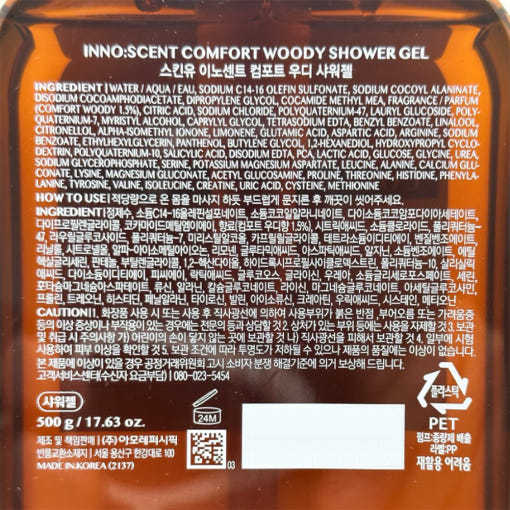 INNO:SCENT COMFORT WOODY SHOWER GEL
스킨유 이노센트 컴포트 우디 샤워젤
INGREDIENT | WATER / AQUA / EAU, SODIUM C14-16 OLEFIN SULFONATE, SODIUM COCOYL ALANINATE,
DISODIUM COCOAMPHODIACETATE, DIPROPYLENE GLYCOL, COCAMIDE METHYL MEA, FRAGRANCE / PARFUM
(COMFORT WOODY 1.5%), CITRIC ACID, SODIUM CHLORIDE, POLYQUATERNIUM-47, LAURYL GLUCOSIDE, POLY-
QUATERNIUM-7, MYRISTYL ALCOHOL, CAPRYLYL GLYCOL, TETRASODIUM EDTA, BENZYL BENZOATE, LINALOOL,
CITRONELLOL, ALPHA-ISOMETHYL IONONE, LIMONENE, GLUTAMIC ACID, ASPARTIC ACID, ARGININE, SODIUM
BENZOATE, ETHYLHEXYLGLYCERIN, PANTHENOL, BUTYLENE GLYCOL, 1,2-HEXANEDIOL, HYDROXYPROPYL CYCLO-
DEXTRIN, POLYQUATERNIUM-10, SALICYLIC ACID, DISODIUM EDTA, PCA, LACTIC ACID, GLUCOSE, GLYCINE, UREA,
SODIUM GLYCEROPHOSPHATE, SERINE, POTASSIUM MAGNESIUM ASPARTATE, LEUCINE, ALANINE, CALCIUM GLUC-
ONATE, LYSINE, MAGNESIUM GLUCONATE, ACETYL GLUCOSAMINE, PROLINE, THREONINE, HISTIDINE, PHENYL-
ALANINE, TYROSINE, VALINE, ISOLEUCINE, CREATINE, URIC ACID, CYSTEINE, METHIONINE
HOW TO USE | 적당량으로 온 몸을 마사지 하듯 부드럽게 문지른 후 깨끗이 씻어주세요.
INGREDIENT | 정제수, 소듐C14-16올레핀설포네이트, 소듐코코일알라니네이트, 다이소듐코코암포다이아세테이트,
다이프로필렌글라이콜, 코카마이드메틸엠이에이, 향료(컴포트 우디향 1.5%), 시트릭애씨드, 소듐클로라이드, 폴리쿼터늄-
47, 라우릴글루코사이드, 폴리쿼터늄-7, 미리스틸알코올, 카프릴릴글라이콜, 테트라소듐이디티에이, 벤질벤조에이트,
리날룰, 시트로넬올, 알파-아이소메틸아이오논, 리모넨, 글루타믹애씨드, 아스파틱애씨드, 알지닌, 소듐벤조에이트, 에틸
헥실글리세린, 판테놀, 부틸렌글라이콜, 1,2-헥산다이올, 하이드록시프로필사이클로덱스트린, 폴리쿼터늄-10, 살리실릭
애씨드, 다이소듐이디티에이, 피씨에이, 락틱애씨드, 글루코오스, 글라이신, 우레아, 소듐글리세로포스페이트, 세린,
포타슘마그네슘아스파테이트, 류신, 알라닌, 칼슘글루코네이트, 라이신, 마그네슘글루코네이트, 아세틸글루코사민,
프롤린, 트레오닌, 히스티딘, 페닐알라닌, 타이로신, 발린, 아이소류신, 크레아틴, 우릭애씨드, 시스테인, 메티오닌
CAUTION | 1. 화장품 사용 시 또는 사용 후 직사광선에 의하여 사용부위가 붉은 반점, 부어오름 또는 가려움증
등의 이상 증상이나 부작용이 있는 경우에는 전문의 등과 상담할 것 2. 상처가 있는 부위 등에는 사용을 자제할 것 3. 보관
및 취급 시 주의사항 가) 어린이의 손이 닿지 않는 곳에 보관할 것 나) 직사광선을 피해서 보관할 것 4. 일부에 시험
사용하여 피부 이상을 확인할 것 5. 보관 조건에 따라 투명도가 저하될 수 있으나 제품의 품질에는 이상이 없습니다.
본 제품에 이상이 있을 경우 공정거래위원회 고시 소비자 분쟁 해결기준에 의거 보상해 드립니다.
고객서비스센터(수신자 요금부담) | 080-023-5454
샤워젤
500 g / 17.63 oz.
24M
제조 및 책임판매 | (주)아모레퍼시픽
반품교환소재지 | 서울 용산구 한강대로 100
MADE IN KOREA (2137)
03
플라스틱
PET
펌프:종량제 배출
라벨:PP
재활용 어려움